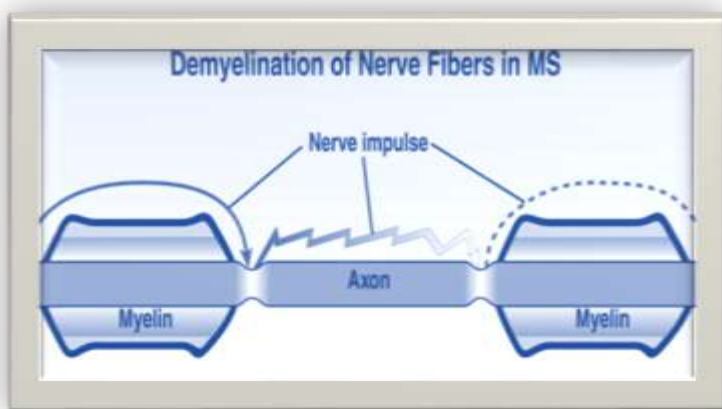 Demyelination of Nerve Fibers in MS
Nerve impulse
Axon
Myelin
Myelin